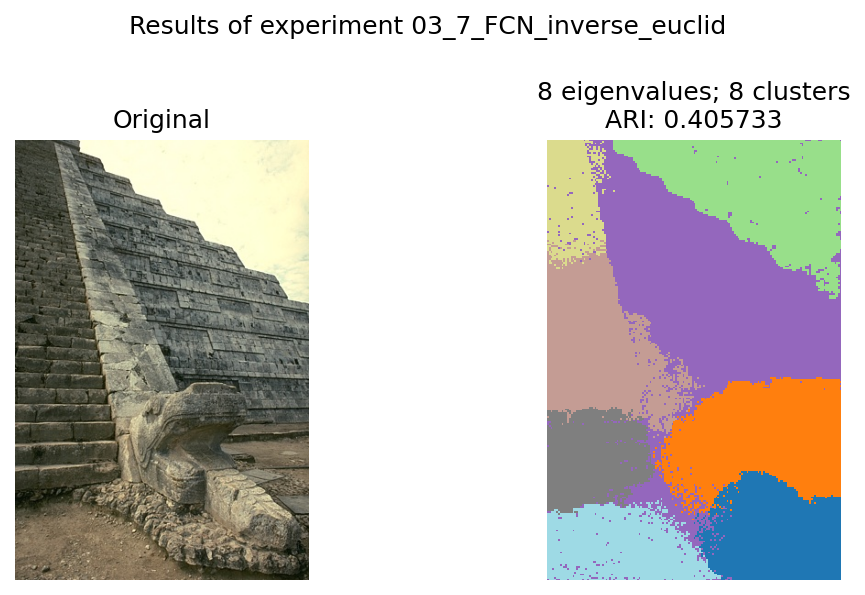 Results of experiment 03_7_FCN_inverse_euclid
Original
8 eigenvalues; 8 clusters
ARI: 0.405733